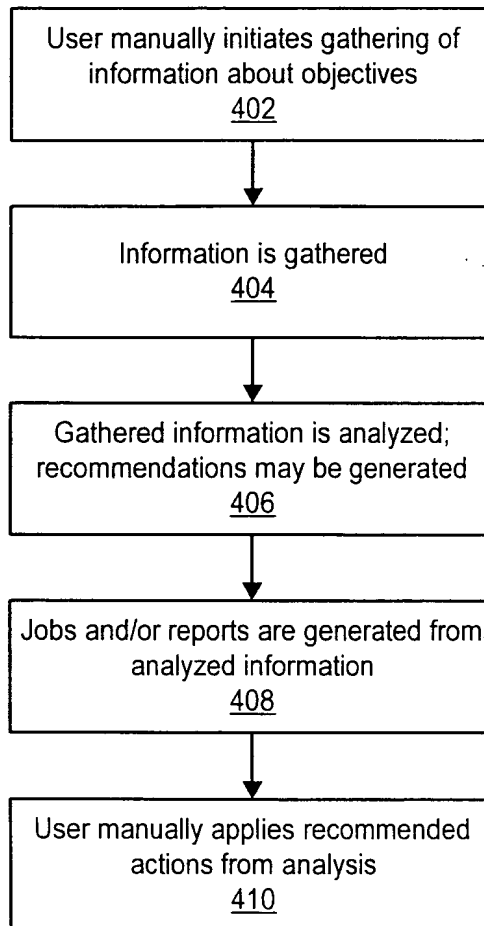 User manually initiates gathering of
information about objectives
402
Information is gathered
404
Gathered information is analyzed;
recommendations may be generated
406
Jobs and/or reports are generated from
analyzed information
408
User manually applies recommended
actions from analysis
410